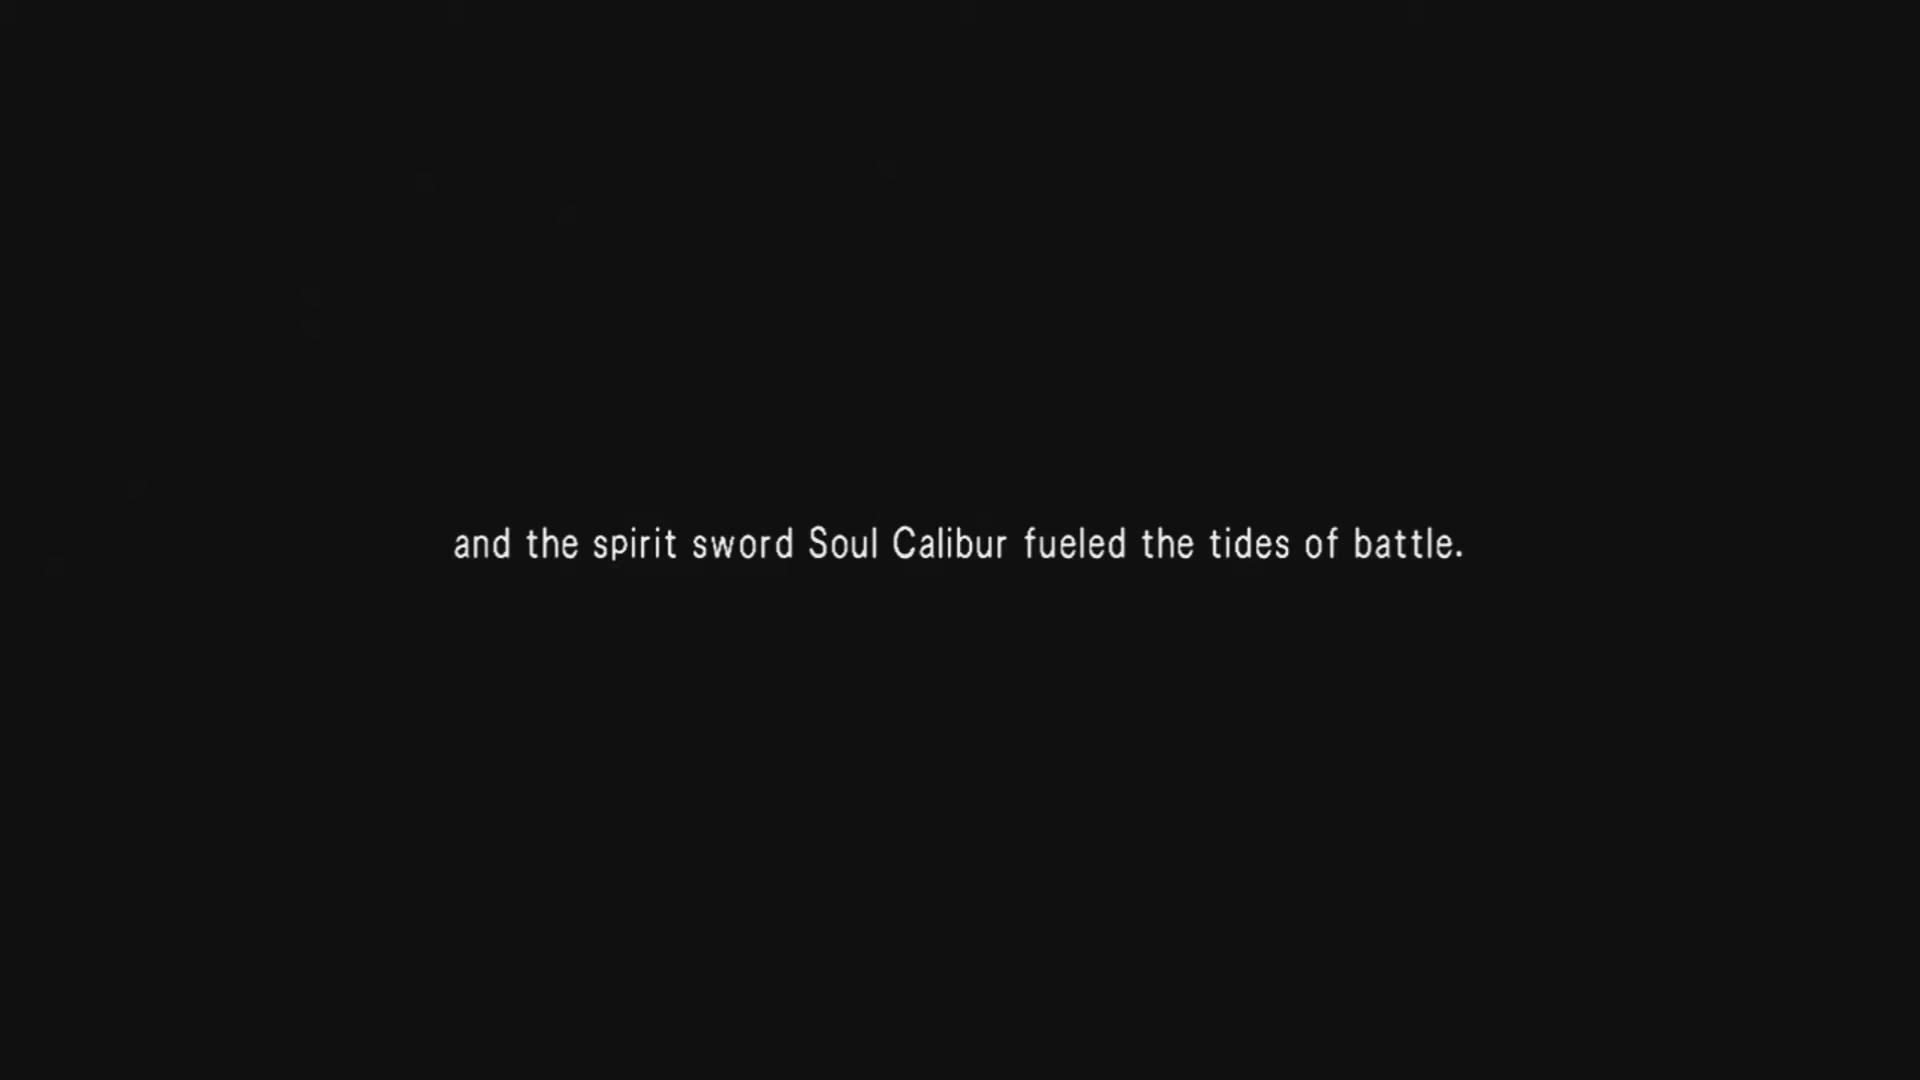 and the spirit sword Soul Calibur fueled the tides of battle.